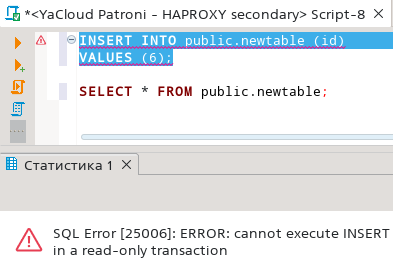 *<YaCloud Patroni - HAPROXY secondary> Script-8
INSERT INTO public.newtable (id)
VALUES (6);
SELECT * FROM public.newtable;
Статистика 1
SQL Error [25006]: ERROR: cannot execute INSERT
in a read-only transaction